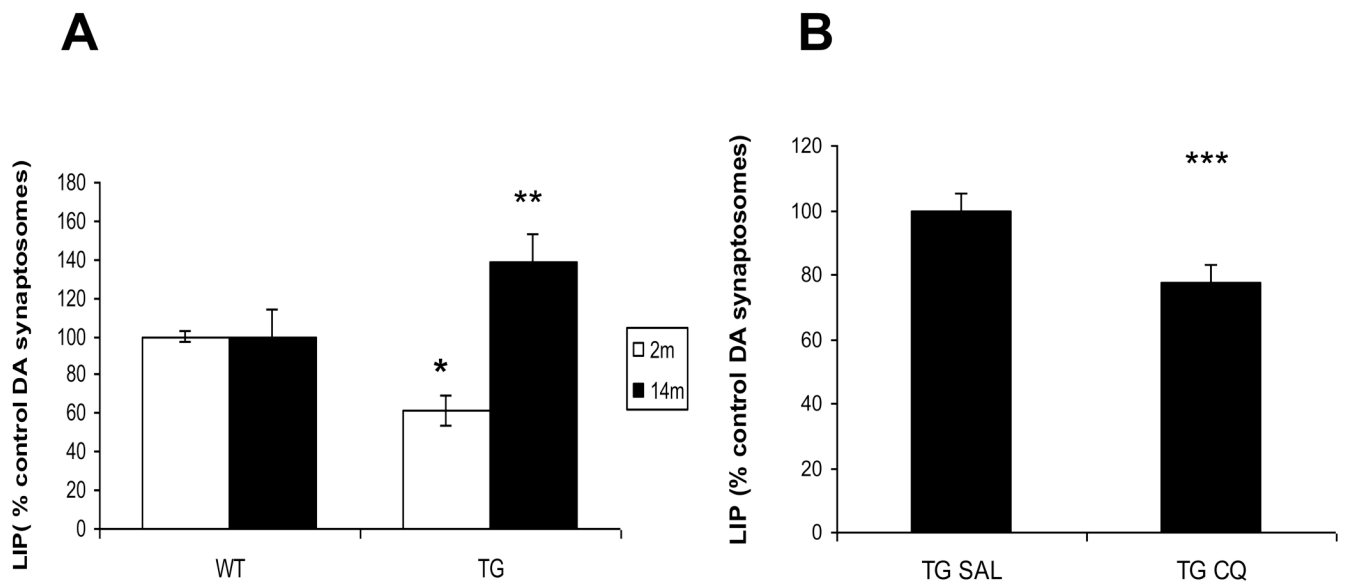 A
LIP( % control DA synaptosomes)
180
160
140
120
100
80
60
40
20
0
*
**
WT
TG
2m
14m
B
LIP (% control DA synaptosomes)
120
100
80
60
40
20
0
***
TG SAL
TG CQ